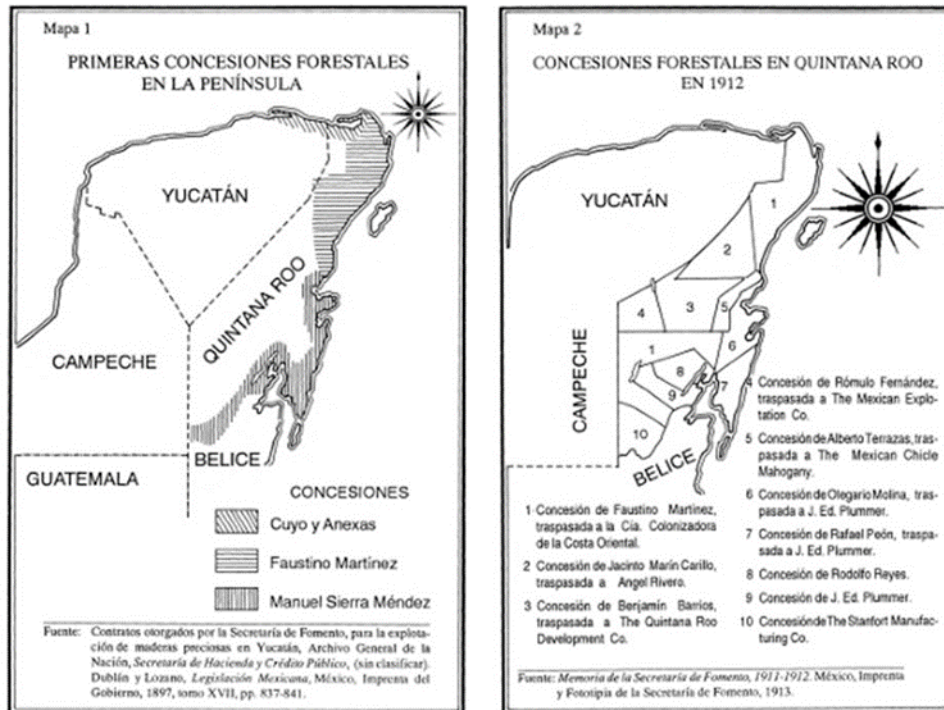 Mapa 1
PRIMERAS CONCESIONES FORESTALES
EN LA PENÍNSULA
YUCATÁN
QUINTANA ROO
CAMPECHE
BELICE
GUATEMALA
CONCESIONES
Cuyo y Anexas
Faustino Martínez
Manuel Sierra Méndez
Fuente: Contratos otorgados por la Secretaría de Fomento, para la explota-
ción de maderas preciosas en Yucatán, Archivo General de la
Nación, Secretaría de Hacienda y Crédito Público, (sin clasificar).
Dublín y Lozano, Legislación Mexicana, México, Imprenta del
Gobierno, 1897, tomo XVII, pp. 837-841.
Mapa 2
CONCESIONES FORESTALES EN QUINTANA ROO
EN 1912
YUCATÁN
1
2
4
3
5
1
6
8
7
9
10
CAMPECHE
BELICE
1 Concesión de Faustino Martínez,
traspasada a la Cía. Colonizadora
de la Costa Oriental.
2 Concesión de Jacinto Marín Carillo,
traspasada a Angel Rivero.
3 Concesión de Benjamín Barrios,
traspasada a The Quintana Roo
Development Co.
4 Concesión de Rómulo Fernández,
traspasada a The Mexican Explo-
tation Co.
5 Concesión de Alberto Terrazas, tras-
pasada a The Mexican Chicle
Mahogany.
6 Concesión de Olegario Molina, tras-
pasada a J. Ed. Plummer.
7 Concesión de Rafael Peón, traspa-
sada a J. Ed. Plummer.
8 Concesión de Rodolfo Reyes.
9 Concesión de J. Ed. Plummer.
10 Concesión de The Stanfort Manufac-
turing Co.
Fuente: Memoria de la Secretaría de Fomento, 1911-1912. México, Imprenta
y Fototipia de la Secretaría de Fomento, 1913.